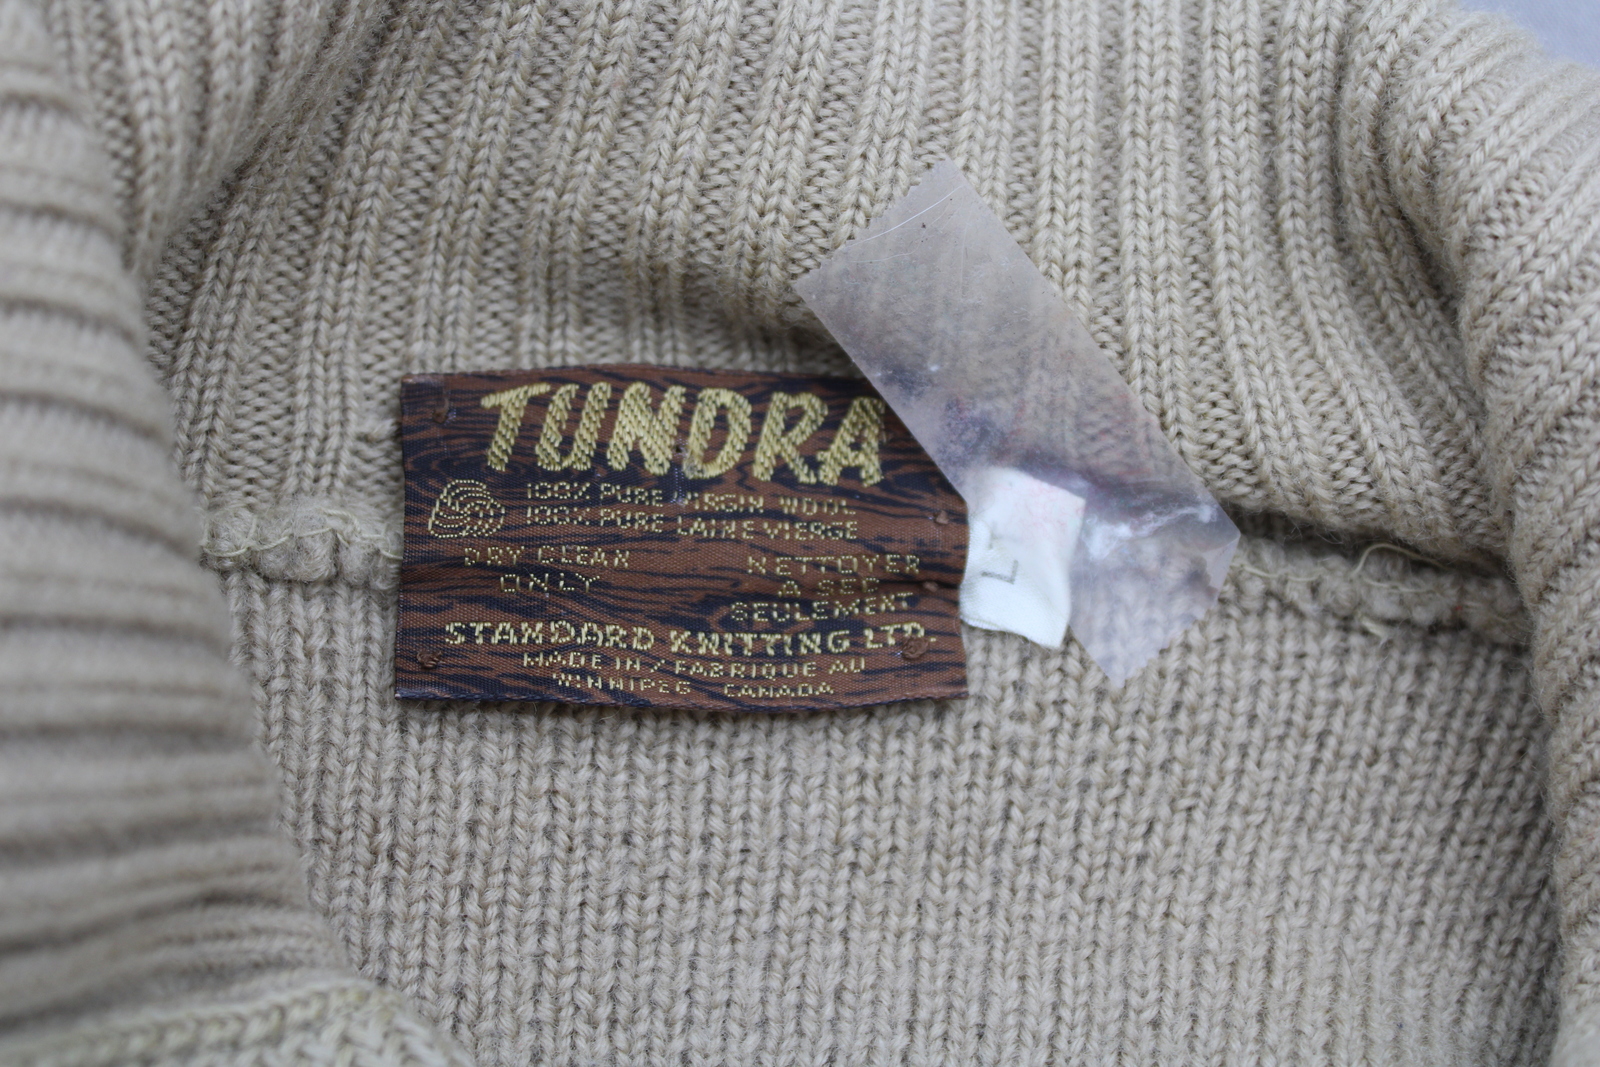 TUNDRA
100% PURE VIRGIN WOOL
100% PURE LAINE VIERGE
DRY CLEAN
ONLY
NETTOYER
A SEC
SEULEMENT
STANDARD KNITTING LTD.
MADE IN / FABRIQUE AU
WINNIPEG CANADA
L